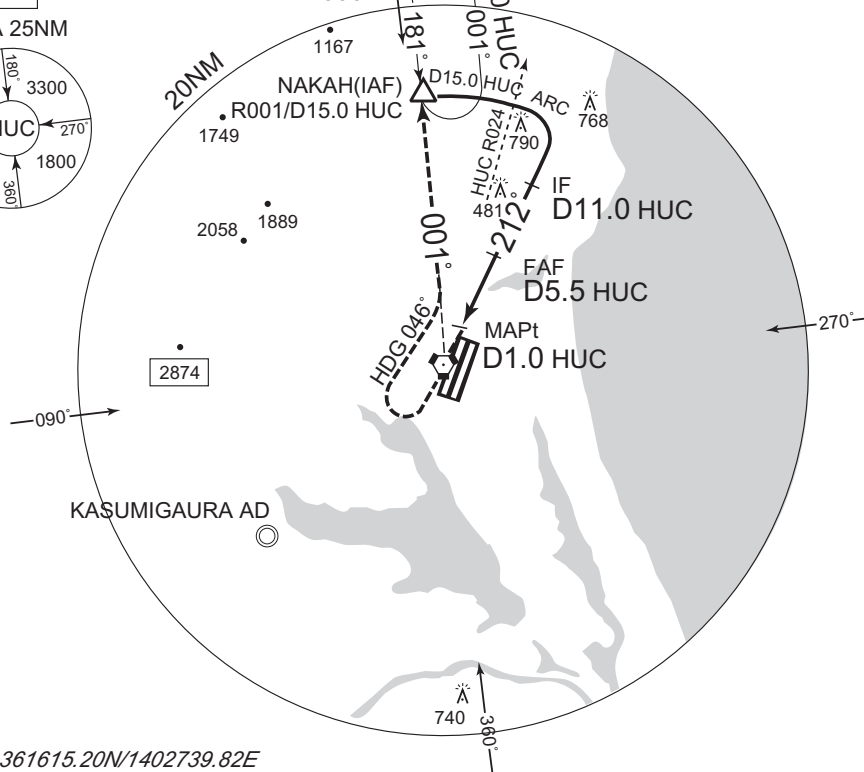 25NM
180°
3300
HUC
270°
1800
360°
1167
20NM
181°
001°
HUC
NAKAH(IAF)
R001/D15.0 HUC
D15.0 HUC ARC
1749
790
768
HUC R024
481
IF
D11.0 HUC
212°
2058
1889
001°
FAF
D5.5 HUC
270°
HDG 046°
MAPt
D1.0 HUC
2874
090°
KASUMIGAURA AD
740
360°
361615.20N/1402739.82E